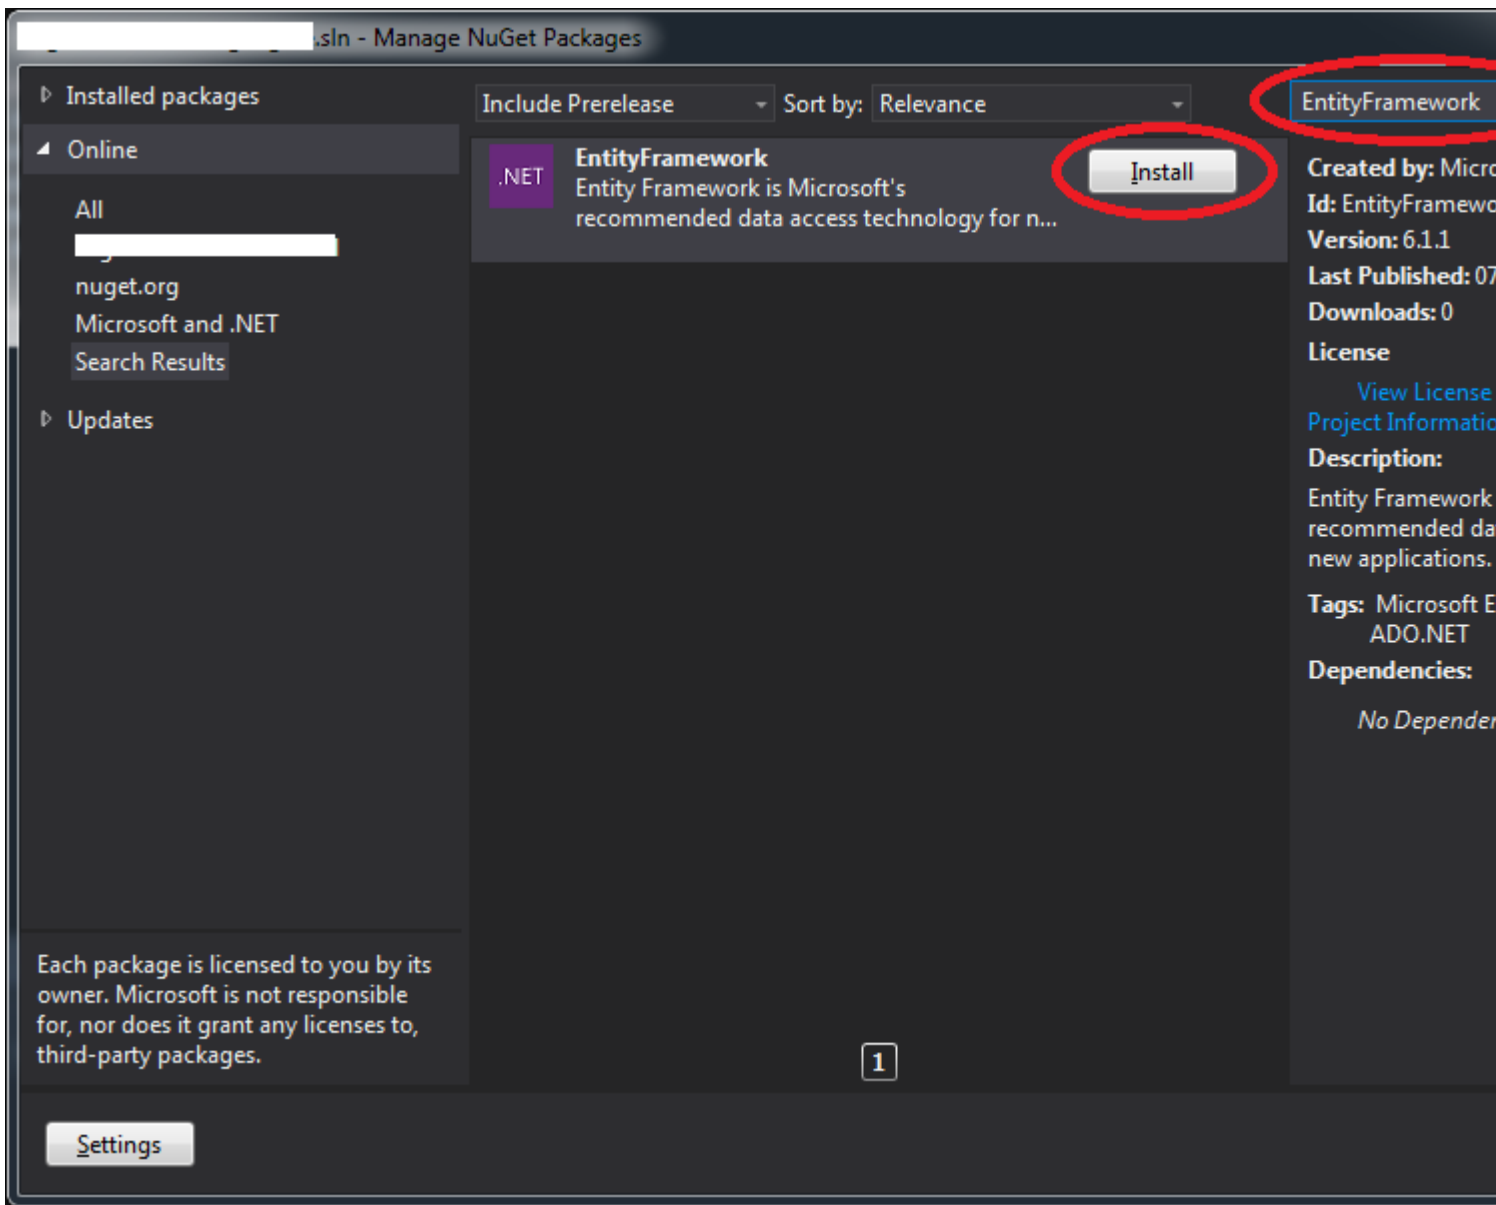 .sln - Manage NuGet Packages
Installed packages
Online
All
nuget.org
Microsoft and .NET
Search Results
Updates
Each package is licensed to you by its
owner. Microsoft is not responsible
for, nor does it grant any licenses to,
third-party packages.
Settings
Include Prerelease
Sort by: Relevance
.NET
EntityFramework
Entity Framework is Microsoft's
recommended data access technology for n...
Install
1
EntityFramework
Created by: Micro
Id: EntityFramewo
Version: 6.1.1
Last Published: 07
Downloads: 0
License
View License
Project Informatio
Description:
Entity Framework
recommended da
new applications.
Tags: Microsoft E
ADO.NET
Dependencies:
No Depender